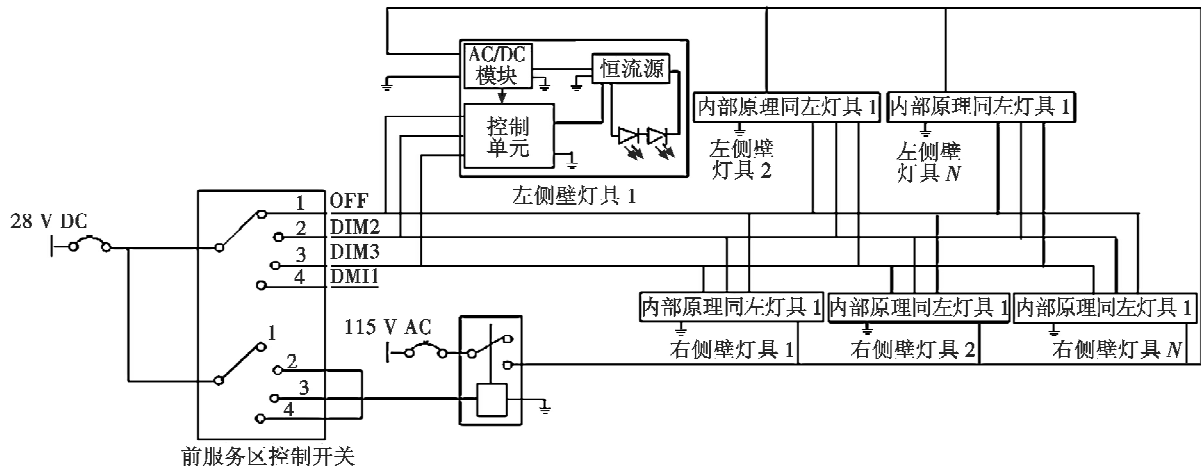 AC/DC
模块
恒流源
控制
单元
左侧壁灯具1
内部原理同左灯具1
左侧壁
灯具2
内部原理同左灯具1
左侧壁
灯具N
28 V DC
1 OFF
2 DIM2
3 DIM3
4 DMI1
内部原理同左灯具1
右侧壁灯具1
内部原理同左灯具1
右侧壁灯具2
内部原理同左灯具1
右侧壁灯具N
115 V AC
1
2
3
4
前服务区控制开关